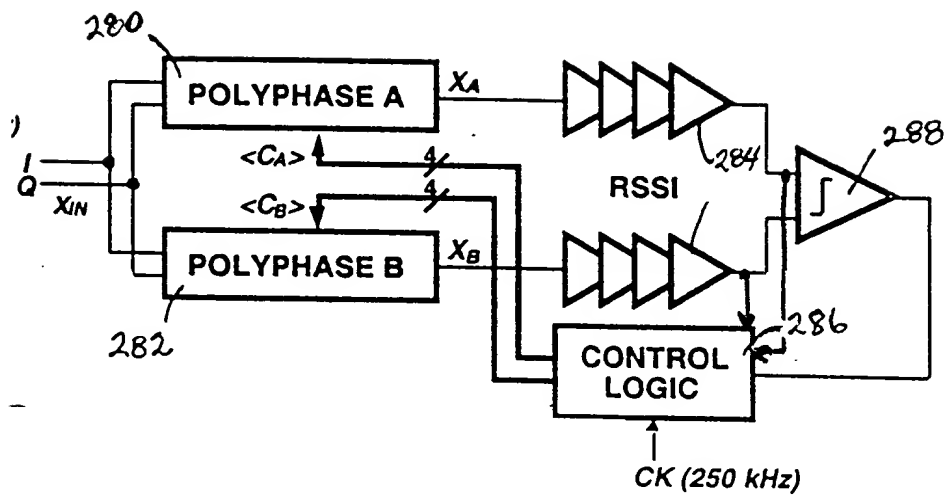 280
POLYPHASE A
XA
)
I
Q
XIN
<CA>
4
<CB>
4
POLYPHASE B
XB
282
284
RSSI
288
286
CONTROL
LOGIC
CK (250 kHz)